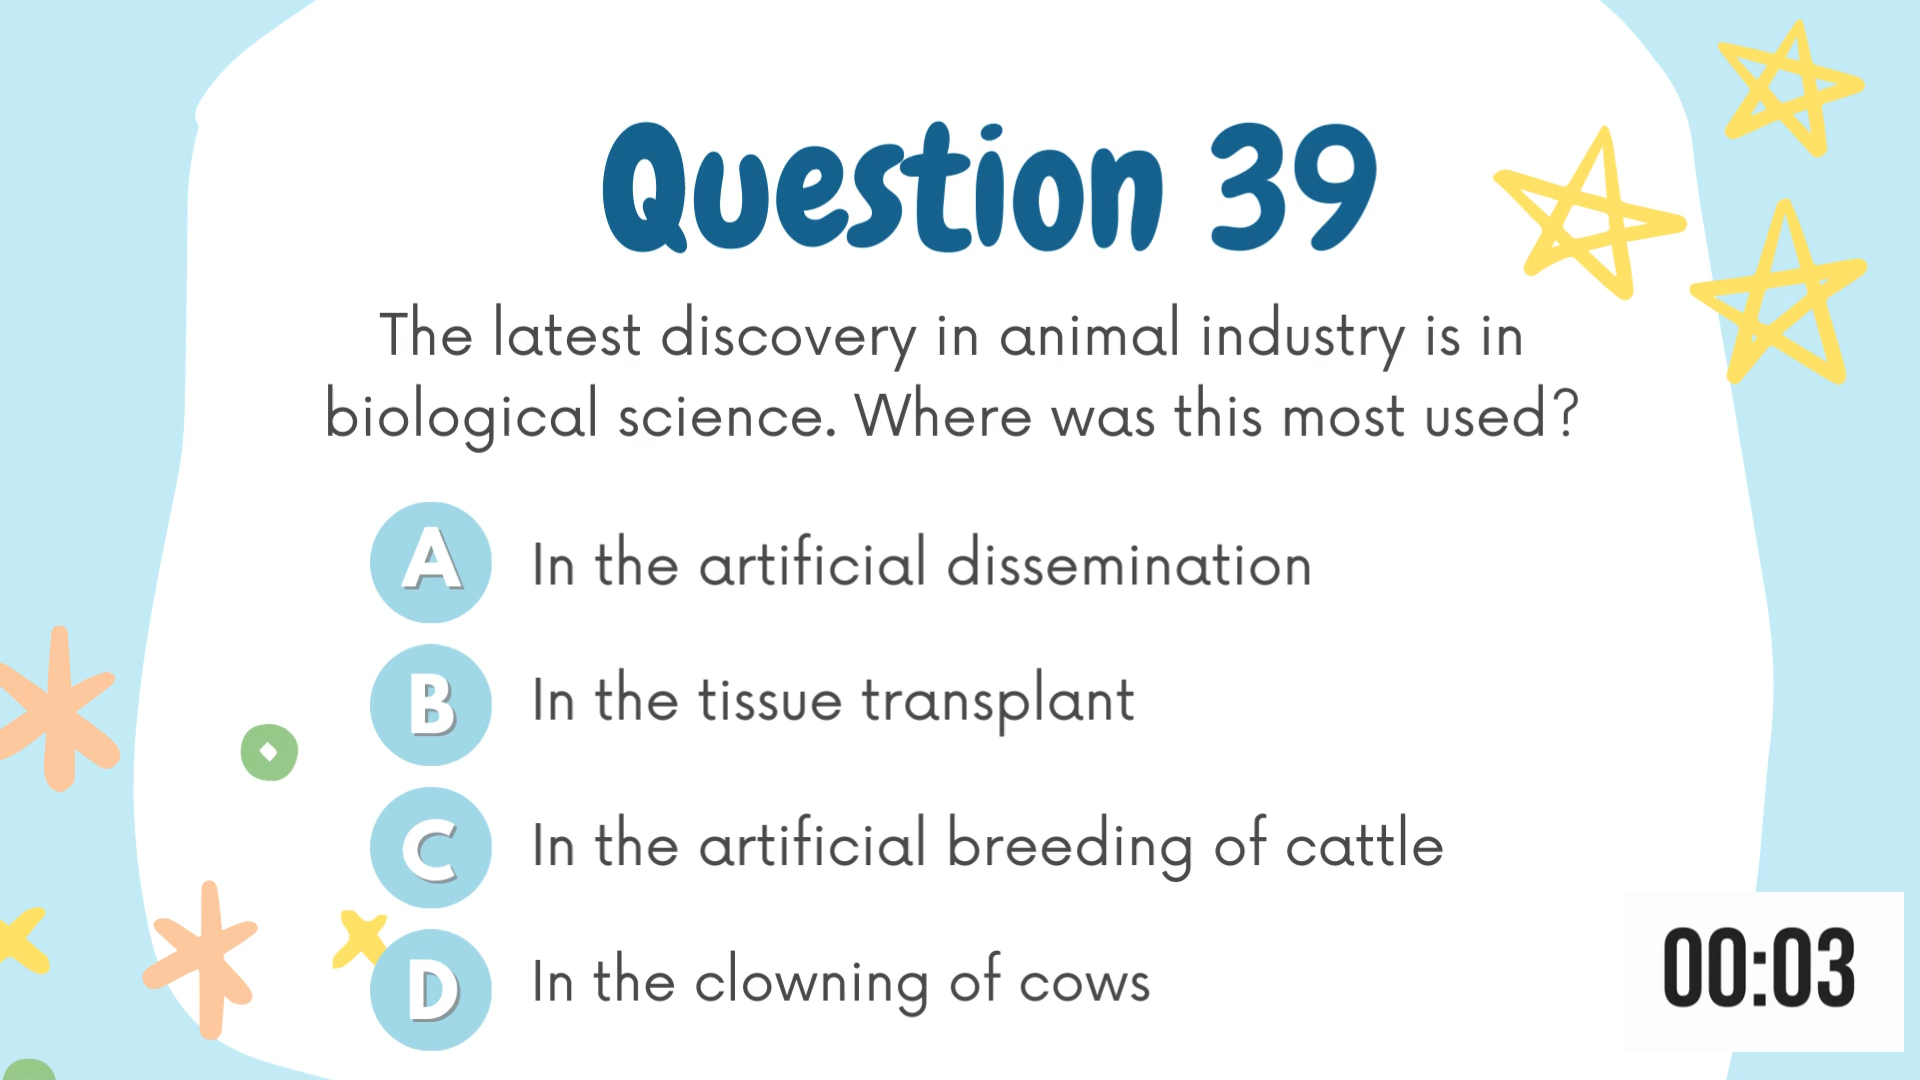 Question 39
The latest discovery in animal industry is in
biological science. Where was this most used?
A In the artificial dissemination
B In the tissue transplant
C In the artificial breeding of cattle
D In the clowning of cows
00:03